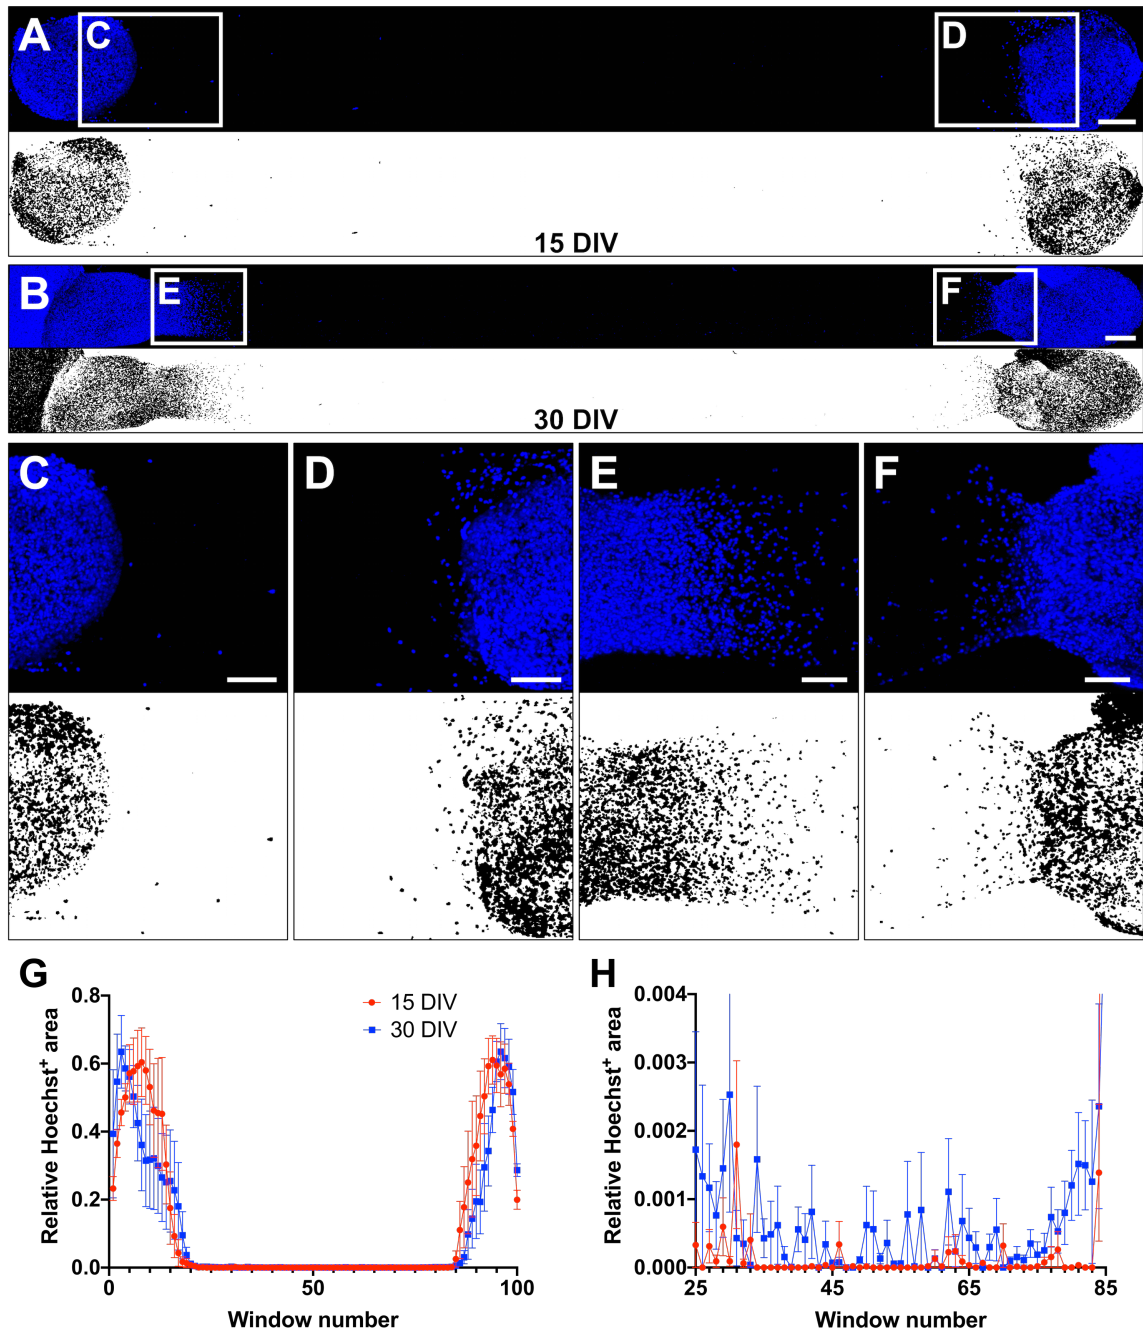 A C D
15 DIV
B E F
30 DIV
C D E F
G H
0.8
0.6
0.4
0.2
0.0
Relative Hoechst+ area
15 DIV
30 DIV
0 50 100
Window number
0.004
0.003
0.002
0.001
0.000
Relative Hoechst+ area
25 45 65 85
Window number